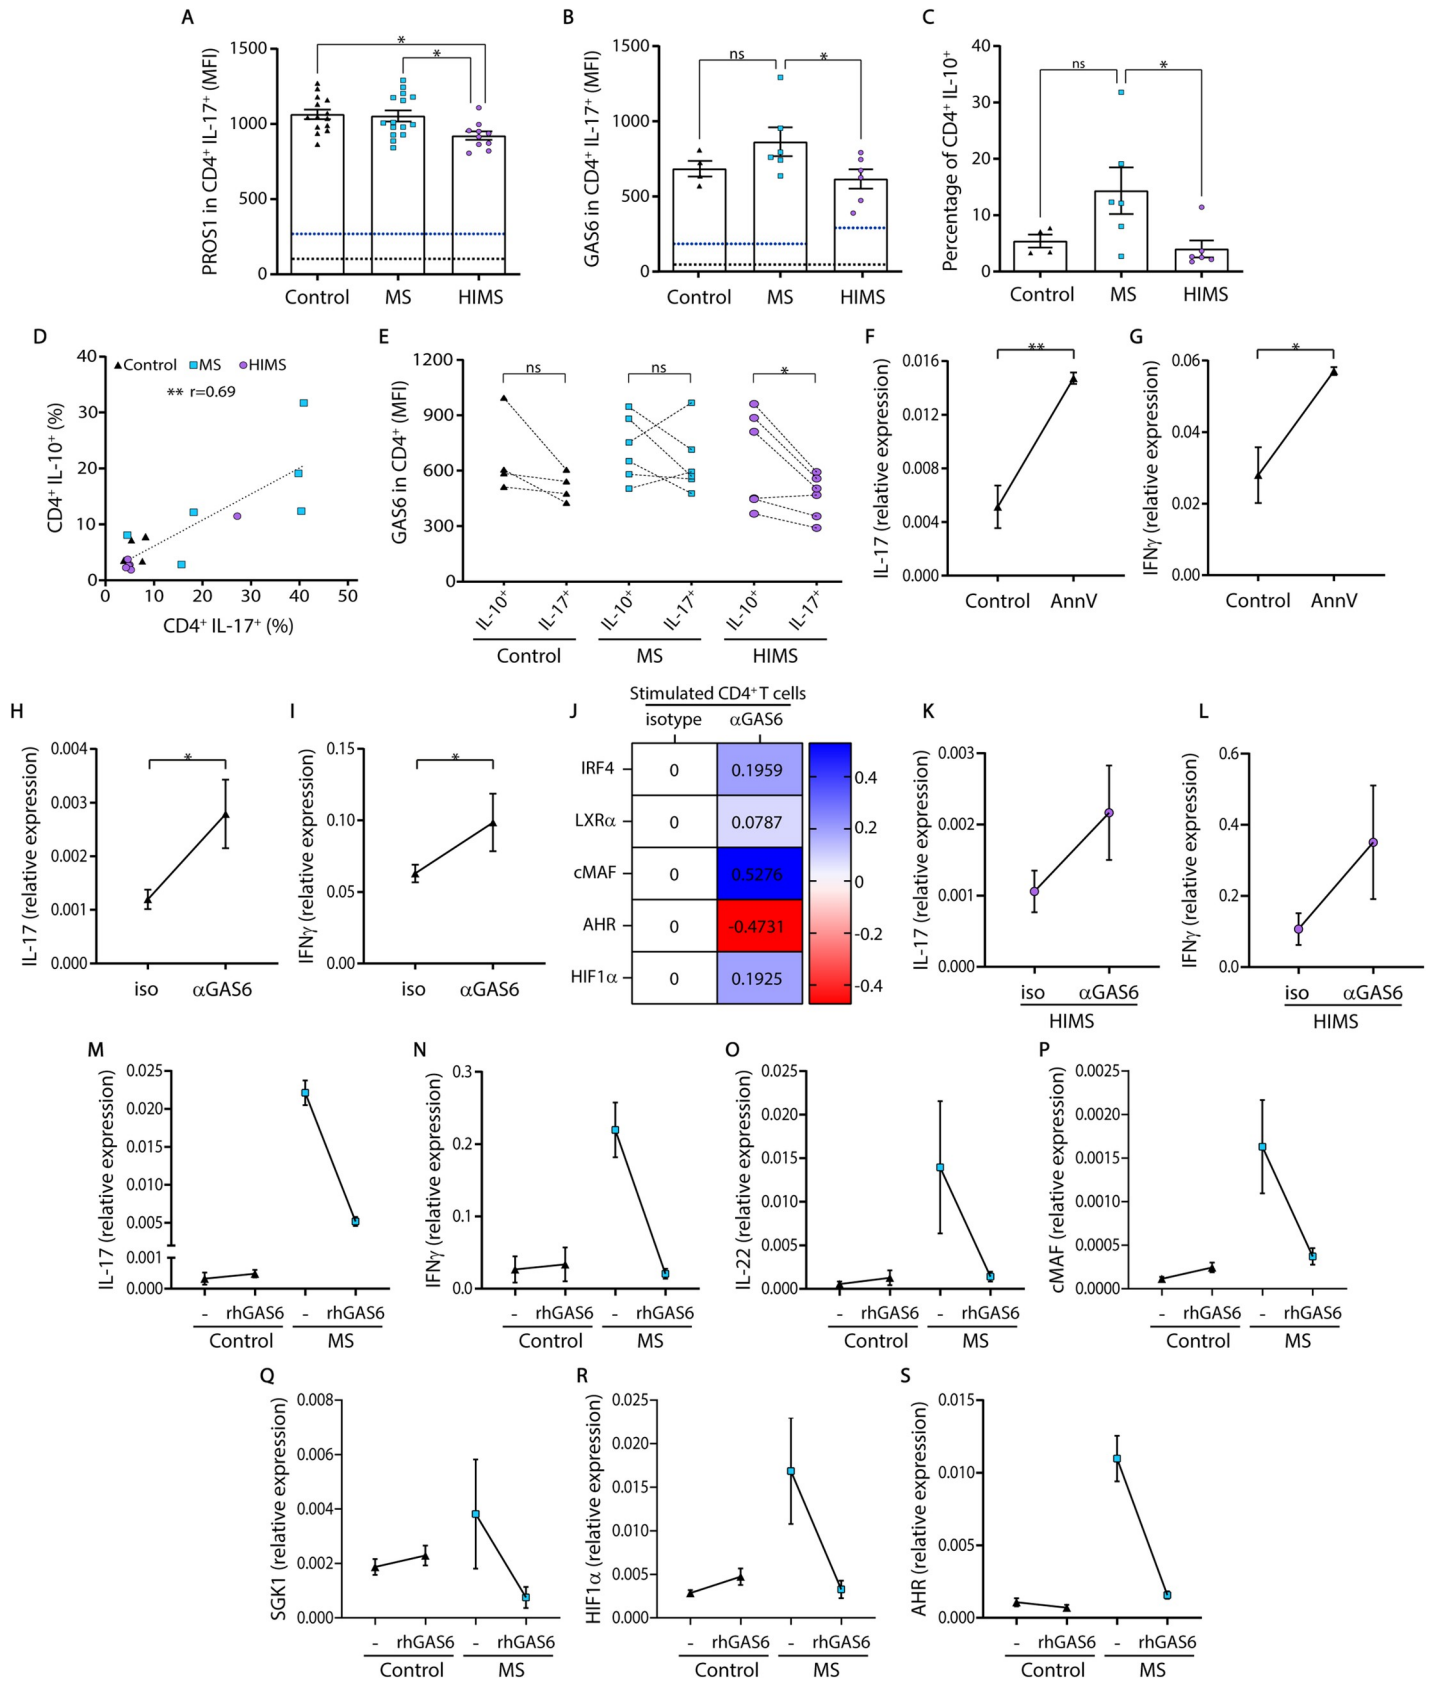 A
PROS1 in CD4⁺ IL-17⁺ (MFI)
1500
1000
500
0
*
*
Control MS HIMS
B
GAS6 in CD4⁺ IL-17⁺ (MFI)
1500
1000
500
0
ns
*
Control MS HIMS
C
Percentage of CD4⁺ IL-10⁺
40
30
20
10
0
ns
*
Control MS HIMS
D
CD4⁺ IL-10⁺ (%)
40
30
20
10
0
Control MS HIMS
** r=0.69
0 10 20 30 40 50
CD4⁺ IL-17⁺ (%)
E
GAS6 in CD4⁺ (MFI)
1200
900
600
300
0
ns
ns
*
IL-10⁺ IL-17⁺ IL-10⁺ IL-17⁺ IL-10⁺ IL-17⁺
Control MS HIMS
F
IL-17 (relative expression)
0.016
0.012
0.008
0.004
0.000
**
Control AnnV
G
IFNγ (relative expression)
0.06
0.04
0.02
0.00
*
Control AnnV
H
IL-17 (relative expression)
0.004
0.003
0.002
0.001
0.000
*
iso αGAS6
I
IFNγ (relative expression)
0.15
0.10
0.05
0.00
*
iso αGAS6
J
Stimulated CD4⁺T cells
isotype αGAS6
IRF4 0 0.1959
LXRα 0 0.0787
cMAF 0 0.5276
AHR 0 -0.4731
HIF1α 0 0.1925
0.4
0.2
0
-0.2
-0.4
K
IL-17 (relative expression)
0.003
0.002
0.001
0.000
iso αGAS6
HIMS
L
IFNγ (relative expression)
0.6
0.4
0.2
0.0
iso αGAS6
HIMS
M
IL-17 (relative expression)
0.025
0.020
0.015
0.010
0.005
0.001
0.000
- rhGAS6 - rhGAS6
Control MS
N
IFNγ (relative expression)
0.3
0.2
0.1
0.0
- rhGAS6 - rhGAS6
Control MS
O
IL-22 (relative expression)
0.025
0.020
0.015
0.010
0.005
0.000
- rhGAS6 - rhGAS6
Control MS
P
cMAF (relative expression)
0.0025
0.0020
0.0015
0.0010
0.0005
0.0000
- rhGAS6 - rhGAS6
Control MS
Q
SGK1 (relative expression)
0.008
0.006
0.004
0.002
0.000
- rhGAS6 - rhGAS6
Control MS
R
HIF1α (relative expression)
0.025
0.020
0.015
0.010
0.005
0.000
- rhGAS6 - rhGAS6
Control MS
S
AHR (relative expression)
0.015
0.010
0.005
0.000
- rhGAS6 - rhGAS6
Control MS